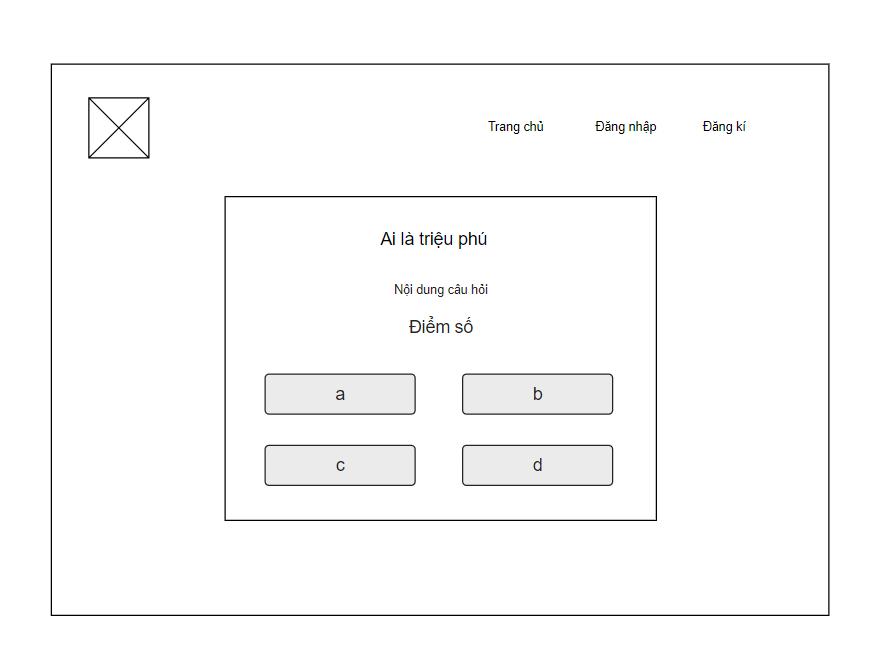 Trang chủ Đăng nhập Đăng kí
Ai là triệu phú
Nội dung câu hỏi
Điểm số
a b
c d